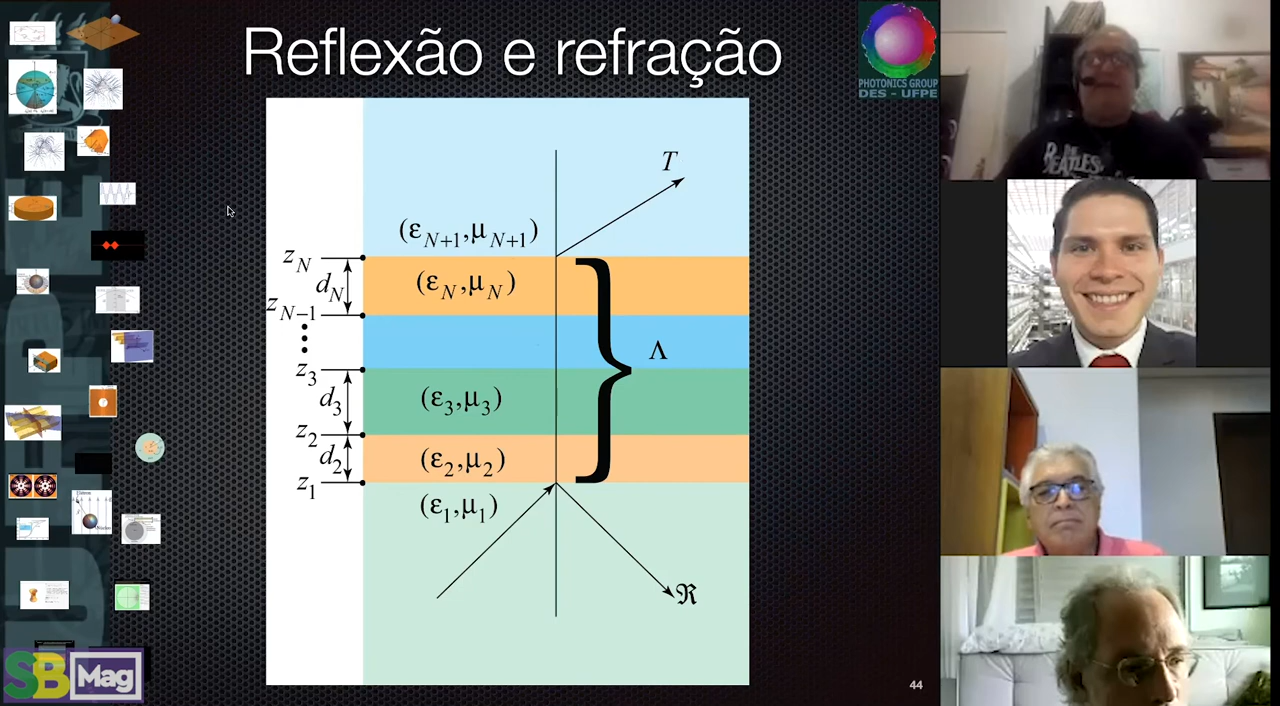 Reflexão e refração
PHOTONICS GROUP
DES - UFPE
T
(ε_{N+1},μ_{N+1})
z_N
d_N
(ε_N,μ_N)
z_{N-1}
Λ
z_3
d_3
(ε_3,μ_3)
z_2
d_2
(ε_2,μ_2)
z_1
(ε_1,μ_1)
ℜ
BEATLES
SB Mag
44